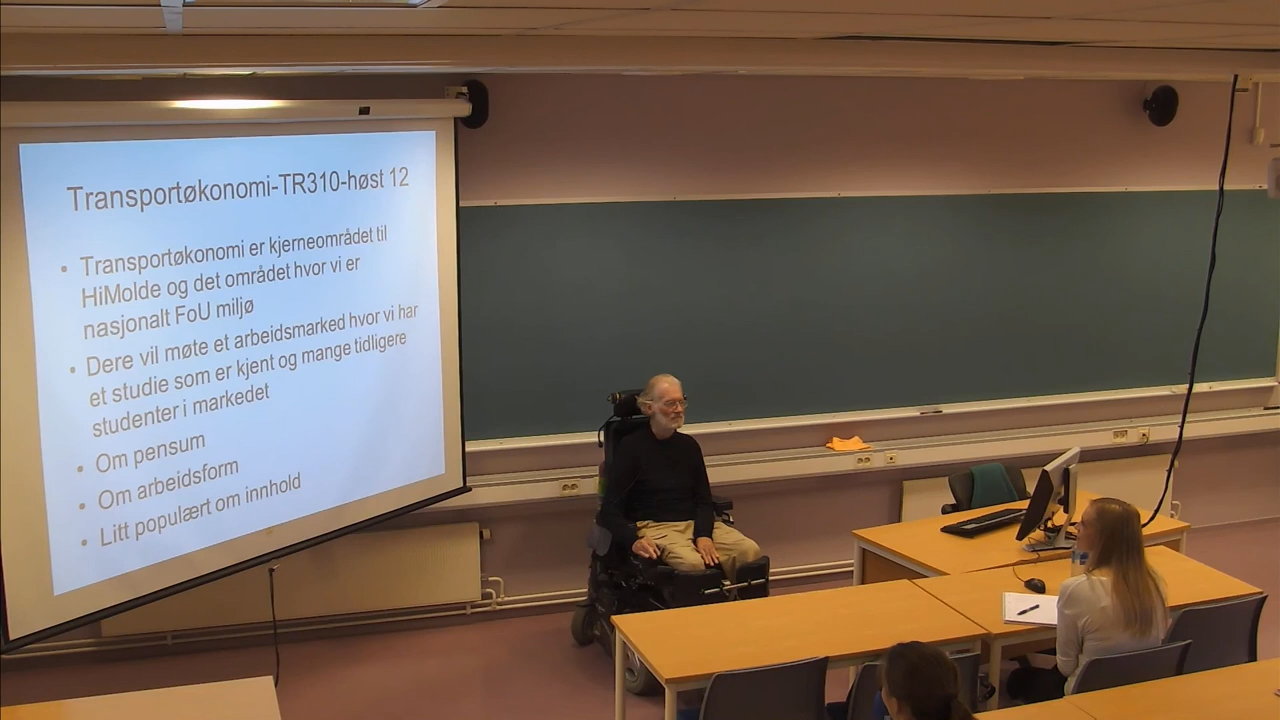 Transportøkonomi-TR310-høst 12
• Transportøkonomi er kjerneområdet til
HiMolde og det området hvor vi er
nasjonalt FoU miljø
• Dere vil møte et arbeidsmarked hvor vi har
et studie som er kjent og mange tidligere
studenter i markedet
• Om pensum
• Om arbeidsform
• Litt populært om innhold